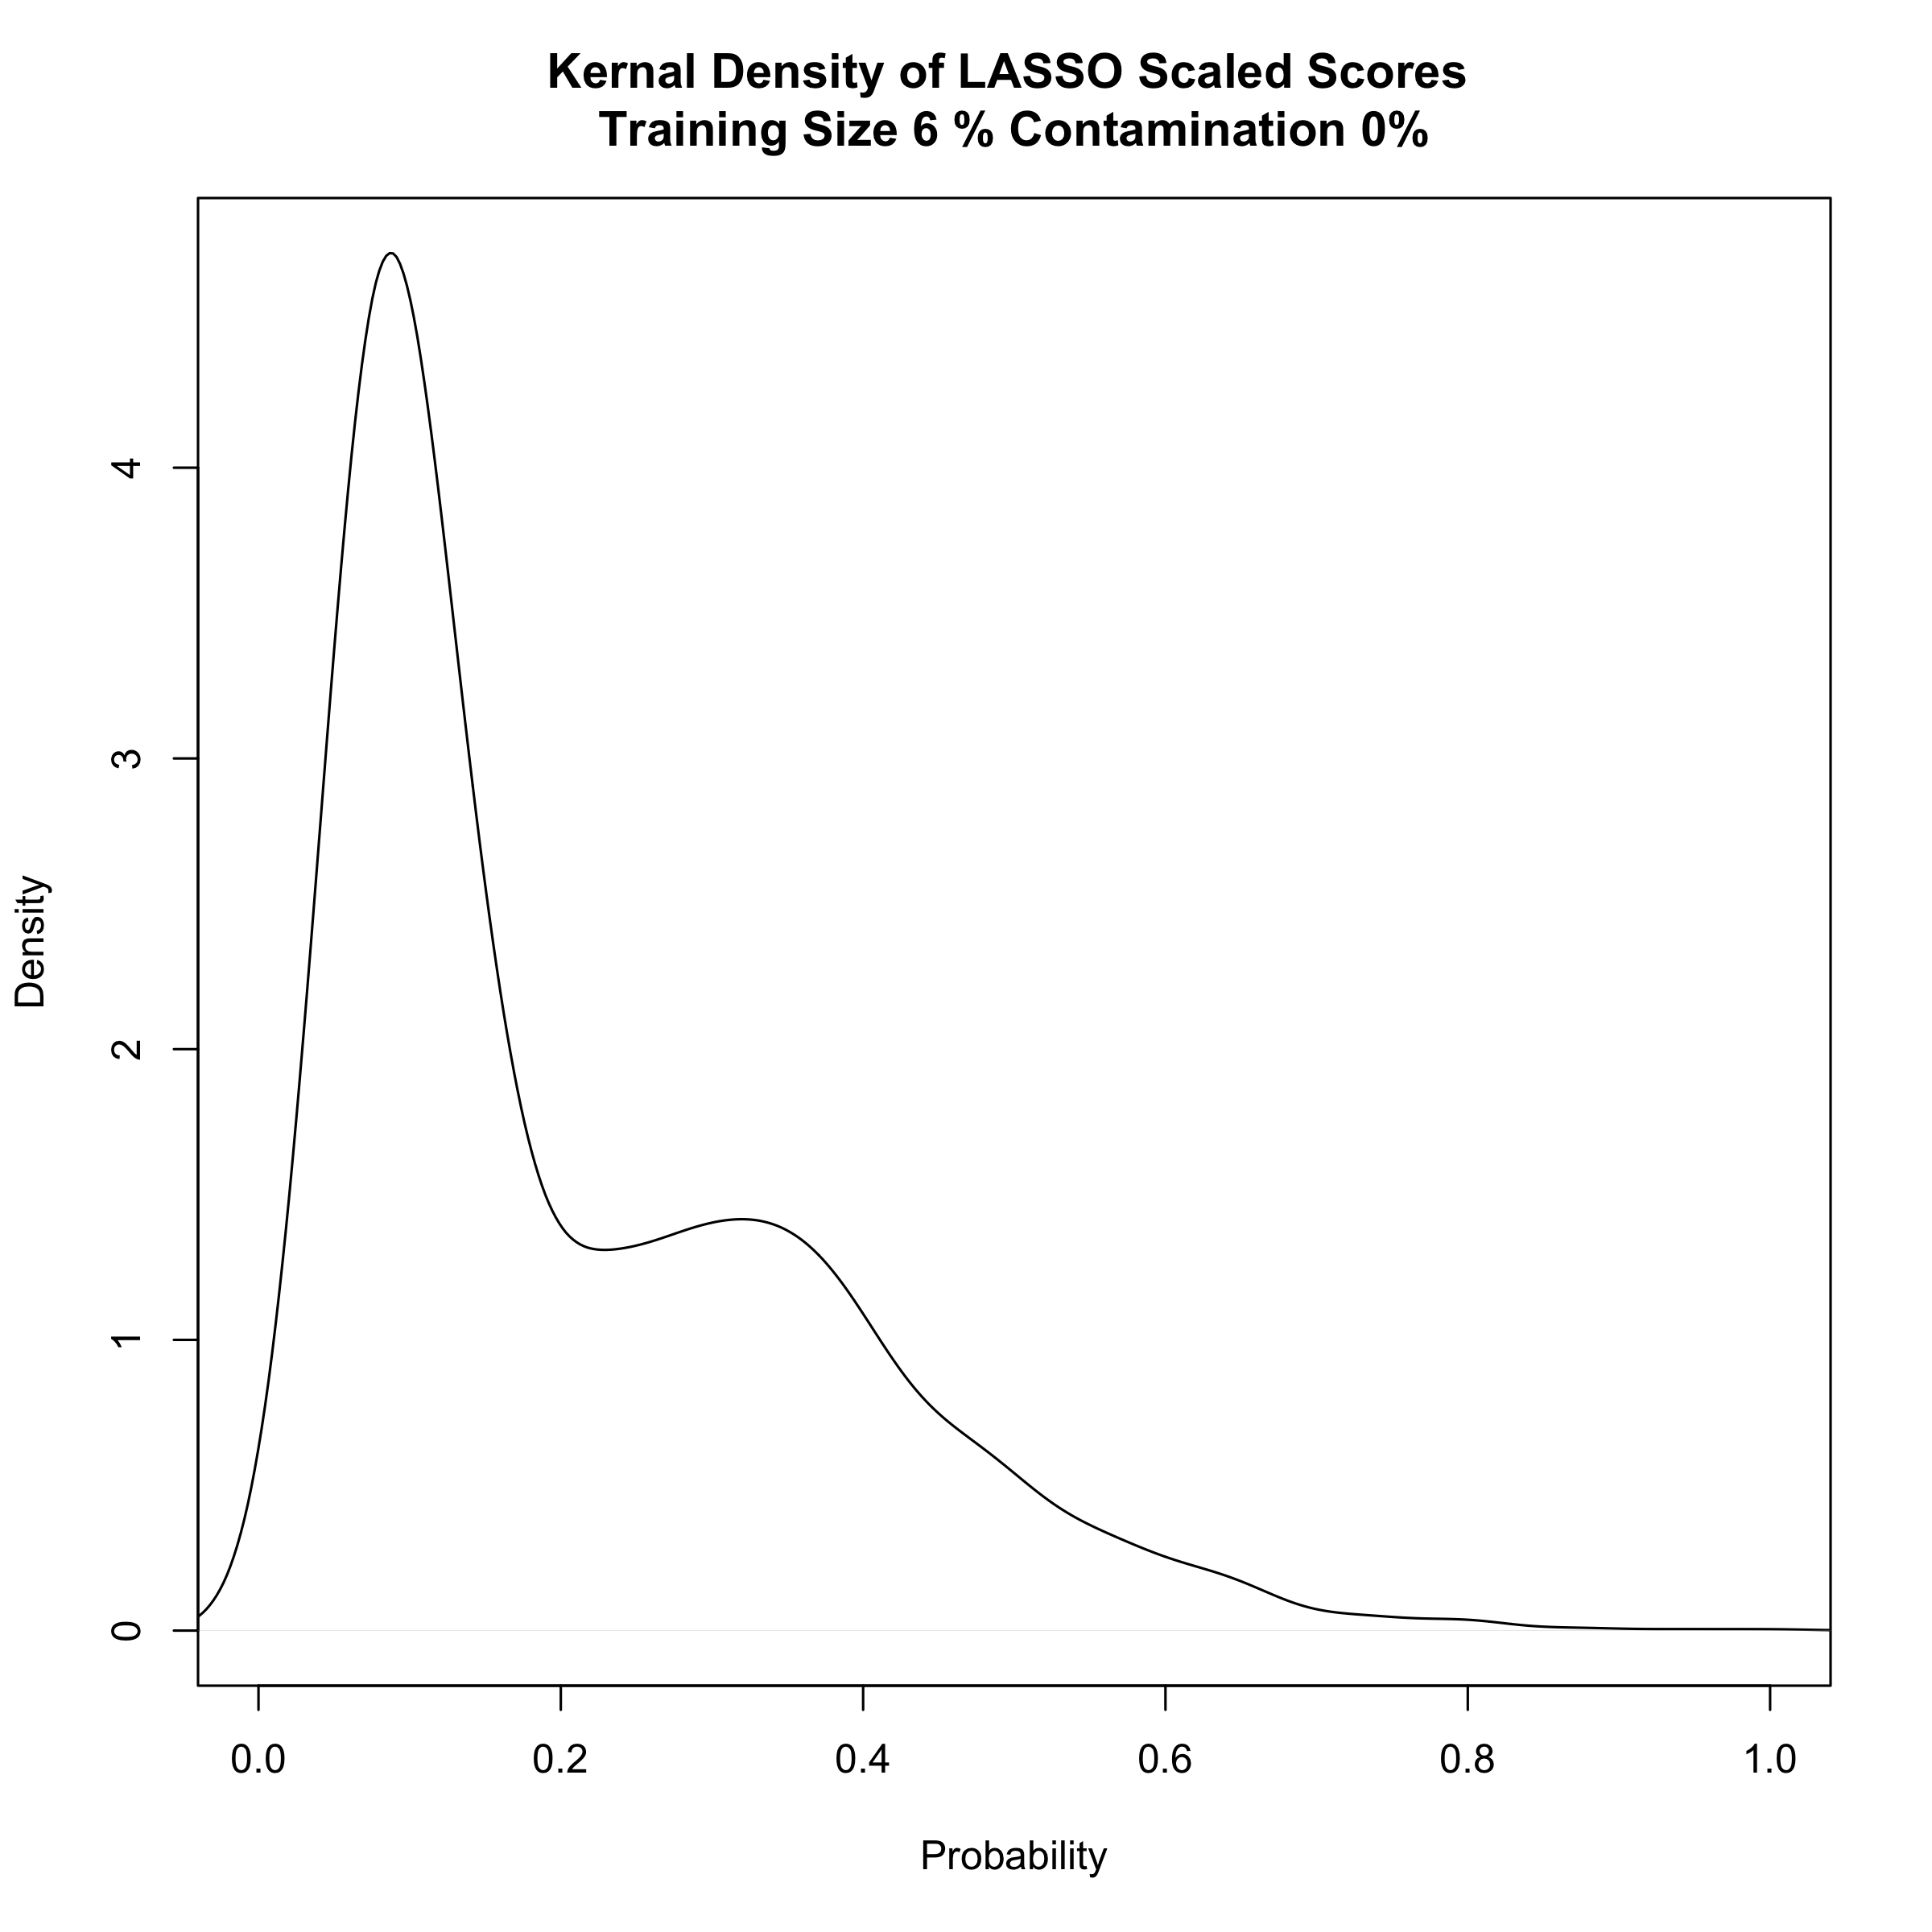 Kernal Density of LASSO Scaled Scores
Training Size 6 % Contamination 0%
Density
4
3
2
1
0
0.0 0.2 0.4 0.6 0.8 1.0
Probability